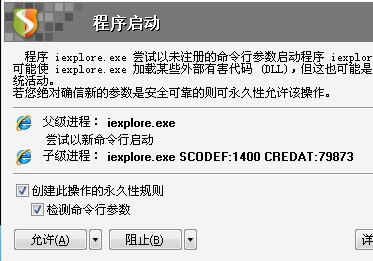 程序启动
程序 iexplore.exe 尝试以未注册的命令行参数启动程序 iexplor
可能使 iexplore.exe 加载某些外部有害代码 (DLL),但这也可能是
统活动。
若您绝对确信新的参数是安全可靠的则可永久性允许该操作。
父级进程: iexplore.exe
尝试以新命令行启动
子级进程: iexplore.exe SCODEF:1400 CREDAT:79873
创建此操作的永久性规则
检测命令行参数
允许(A) 阻止(B) 详